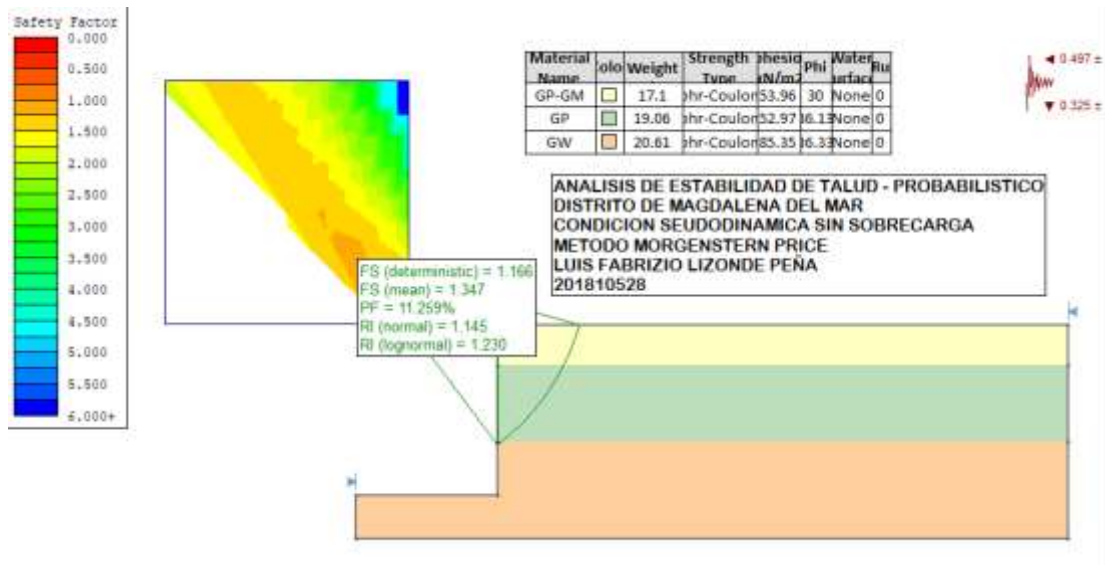 Safety Factor
0.000
0.500
1.000
1.500
2.000
2.500
3.000
3.500
4.000
4.500
5.000
5.500
6.000+
Material Name Weight Strength Type Phi Water
GP-GM 17.1 53.96 30 None 0
GP 19.06 52.97 None 0
GW 20.61 85.35 None 0
0.497
0.325
ANALISIS DE ESTABILIDAD DE TALUD - PROBABILISTICO
DISTRITO DE MAGDALENA DEL MAR
CONDICION SEUDODINAMICA SIN SOBRECARGA
METODO MORGENSTERN PRICE
LUIS FABRIZIO LIZONDE PEÑA
201810528
FS (deterministic) = 1.166
FS (mean) = 1.347
PF = 11.259%
RI (normal) = 1.145
RI (lognormal) = 1.230